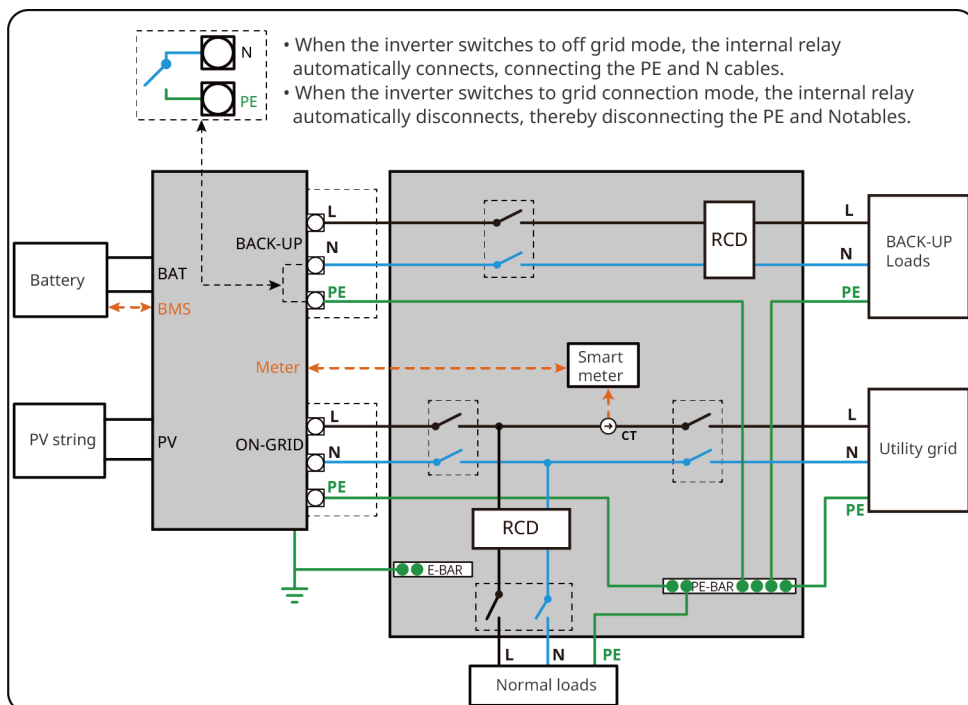 N
PE
• When the inverter switches to off grid mode, the internal relay
automatically connects, connecting the PE and N cables.
• When the inverter switches to grid connection mode, the internal relay
automatically disconnects, thereby disconnecting the PE and Notables.
Battery
BAT
BMS
PV string
PV
BACK-UP
L
N
PE
Meter
ON-GRID
L
N
PE
RCD
L
N
PE
BACK-UP
Loads
Smart
meter
CT
L
N
PE
Utility grid
RCD
E-BAR
PE-BAR
L
N
PE
Normal loads